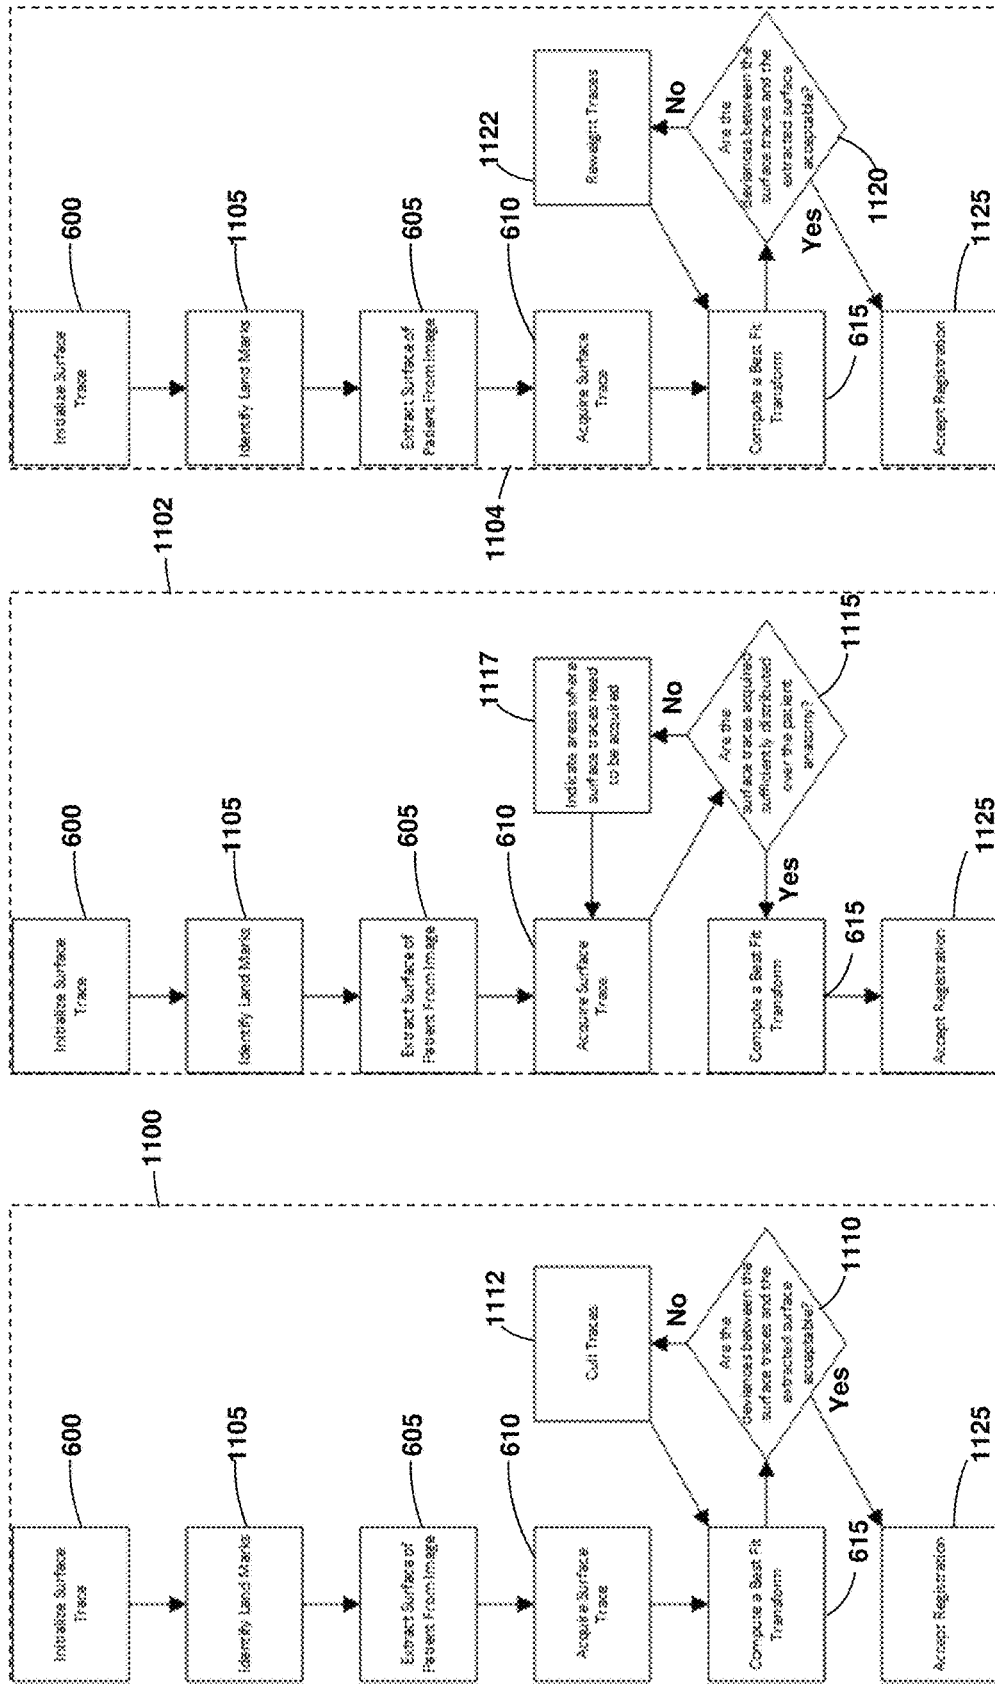 1100
Initialize Surface
Trace
600
Identify Land Marks
1105
Extract Surface of
Patient From Image
605
Acquire Surface
Trace
610
Cull Traces
1112
No
Compute a Best Fit
Transform
615
Are the
deviances between the
surface traces and the
extracted surface
acceptable?
1110
Yes
Accept Registration
1125
1102
Initialize Surface
Trace
600
Identify Land Marks
1105
Extract Surface of
Patient From Image
605
Acquire Surface
Trace
610
Indicate areas where
surface traces need
to be acquired
1117
No
Are the
surface traces acquired
sufficiently distributed
over the patient
anatomy?
1115
Yes
Compute a Best Fit
Transform
615
Accept Registration
1125
1104
Initialize Surface
Trace
600
Identify Land Marks
1105
Extract Surface of
Patient From Image
605
Acquire Surface
Trace
610
Reweight Traces
1122
No
Compute a Best Fit
Transform
615
Are the
deviances between the
surface traces and the
extracted surface
acceptable?
1120
Yes
Accept Registration
1125